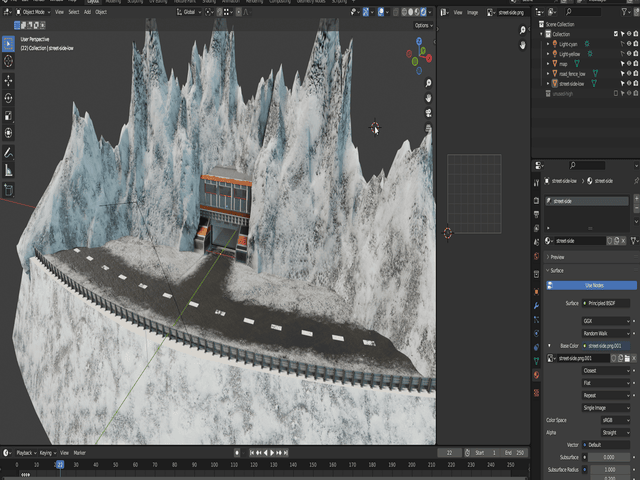 Object Mode
View
Select
Add
Object
Global
View
Image
street-side.png
Options
User Perspective
(22) Collection | street-side-low
Scene Collection
Collection
Light-cyan
Light-yellow
map
road_fence_low
street-side-low
street-side-low
street-side
street-side
street-side
Preview
Surface
Use Nodes
Surface
Principled BSDF
GGX
Random Walk
Base Color
street-side.png.001
street-side.png.001
Closest
Flat
Repeat
Single Image
Color Space
sRGB
Alpha
Straight
Vector
Default
Subsurface
0.000
Subsurface Radius
1.000
Playback
Keying
View
Marker
22
Start
1
End
250
0
10
22
30
40
50
60
70
80
90
100
110
120
130
140
150
160
170
180
190
200
210
220
230
240
250